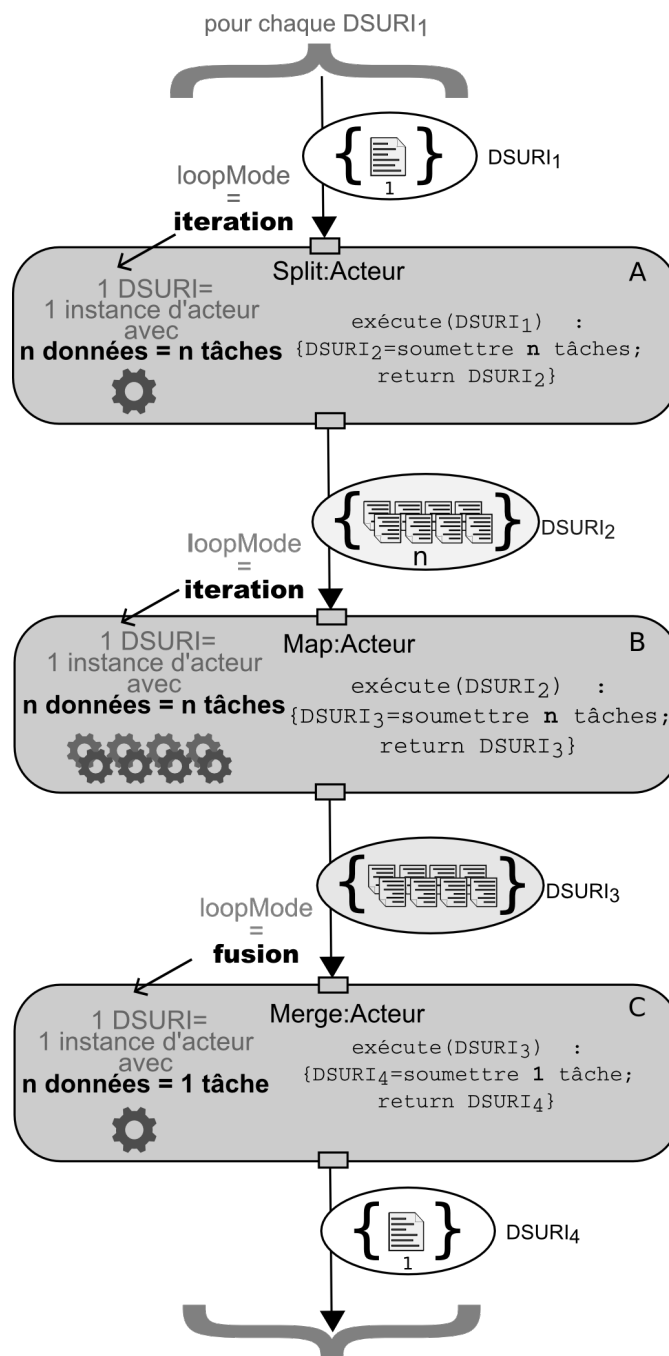 pour chaque DSURI1
1
DSURI1
loopMode
=
iteration
Split:Acteur
A
1 DSURI=
1 instance d'acteur
avec
n données = n tâches
exécute(DSURI1) :
{DSURI2=soumettre n tâches;
return DSURI2}
n
DSURI2
loopMode
=
iteration
Map:Acteur
B
1 DSURI=
1 instance d'acteur
avec
n données = n tâches
exécute(DSURI2) :
{DSURI3=soumettre n tâches;
return DSURI3}
DSURI3
loopMode
=
fusion
Merge:Acteur
C
1 DSURI=
1 instance d'acteur
avec
n données = 1 tâche
exécute(DSURI3) :
{DSURI4=soumettre 1 tâche;
return DSURI4}
1
DSURI4